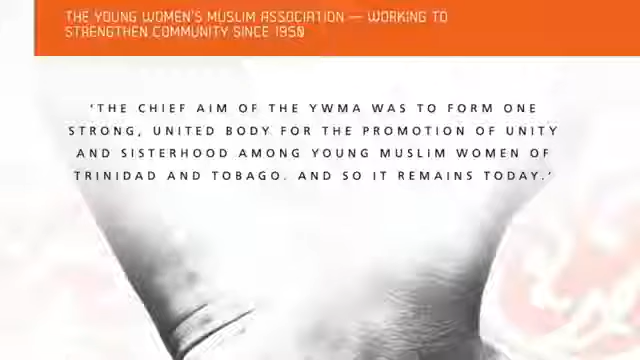 THE YOUNG WOMEN'S MUSLIM ASSOCIATION — WORKING TO
STRENGTHEN COMMUNITY SINCE 1950
'THE CHIEF AIM OF THE YWMA WAS TO FORM ONE
STRONG, UNITED BODY FOR THE PROMOTION OF UNITY
AND SISTERHOOD AMONG YOUNG MUSLIM WOMEN OF
TRINIDAD AND TOBAGO. AND SO IT REMAINS TODAY.'